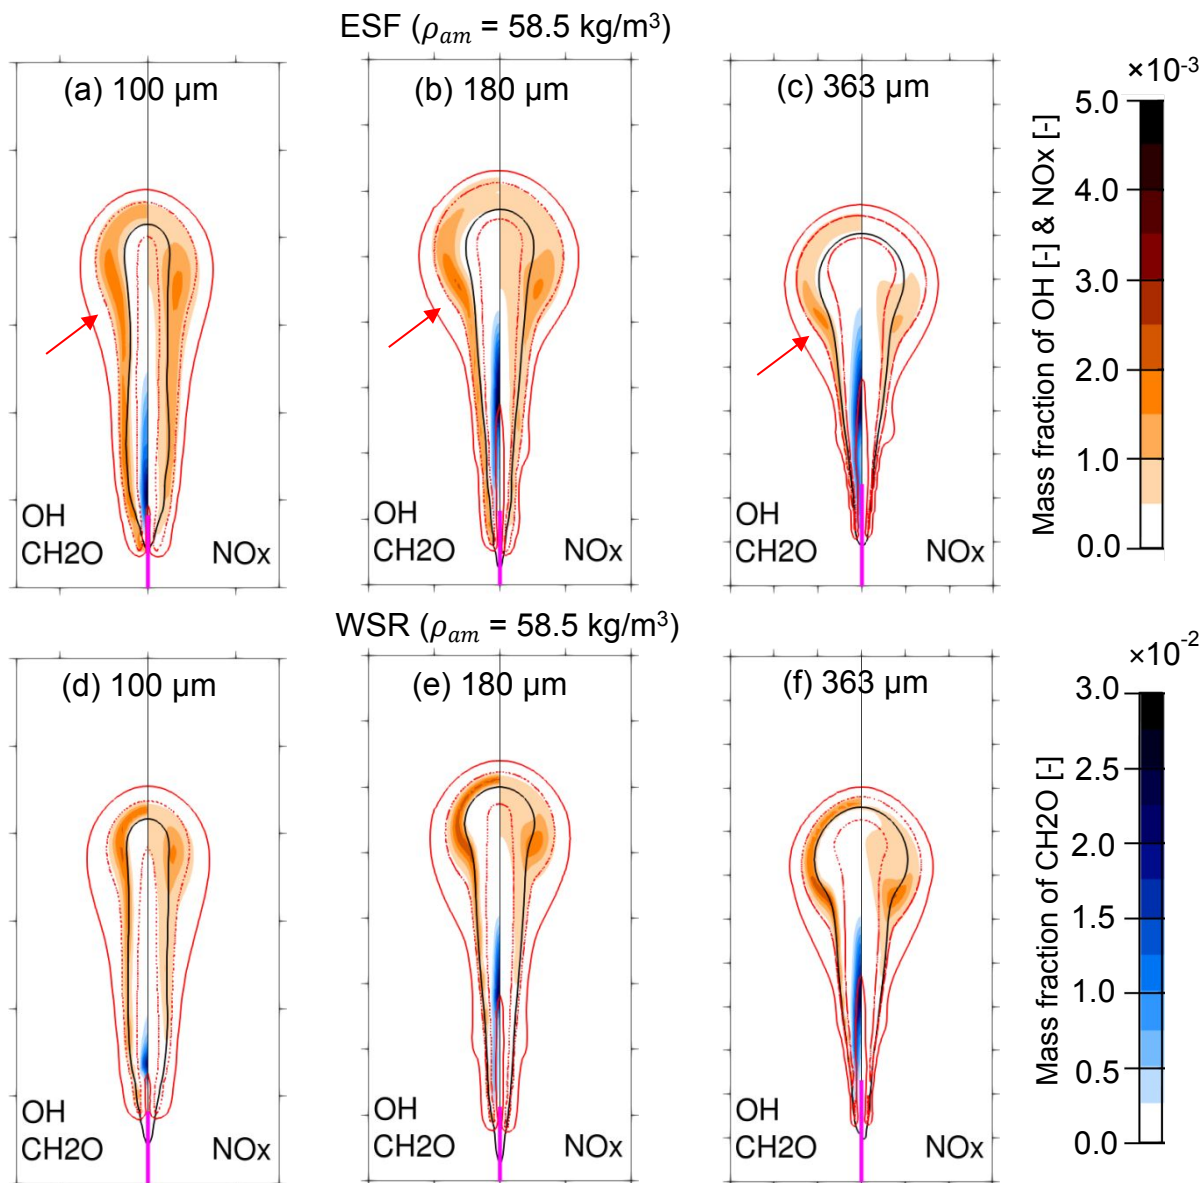 ESF (ρam = 58.5 kg/m³)
(a) 100 µm
(b) 180 µm
(c) 363 µm
OH
CH2O
NOx
OH
CH2O
NOx
OH
CH2O
NOx
×10⁻³
5.0
4.0
3.0
2.0
1.0
0.0
Mass fraction of OH [-] & NOx [-]
WSR (ρam = 58.5 kg/m³)
(d) 100 µm
(e) 180 µm
(f) 363 µm
OH
CH2O
NOx
OH
CH2O
NOx
OH
CH2O
NOx
×10⁻²
3.0
2.5
2.0
1.5
1.0
0.5
0.0
Mass fraction of CH2O [-]